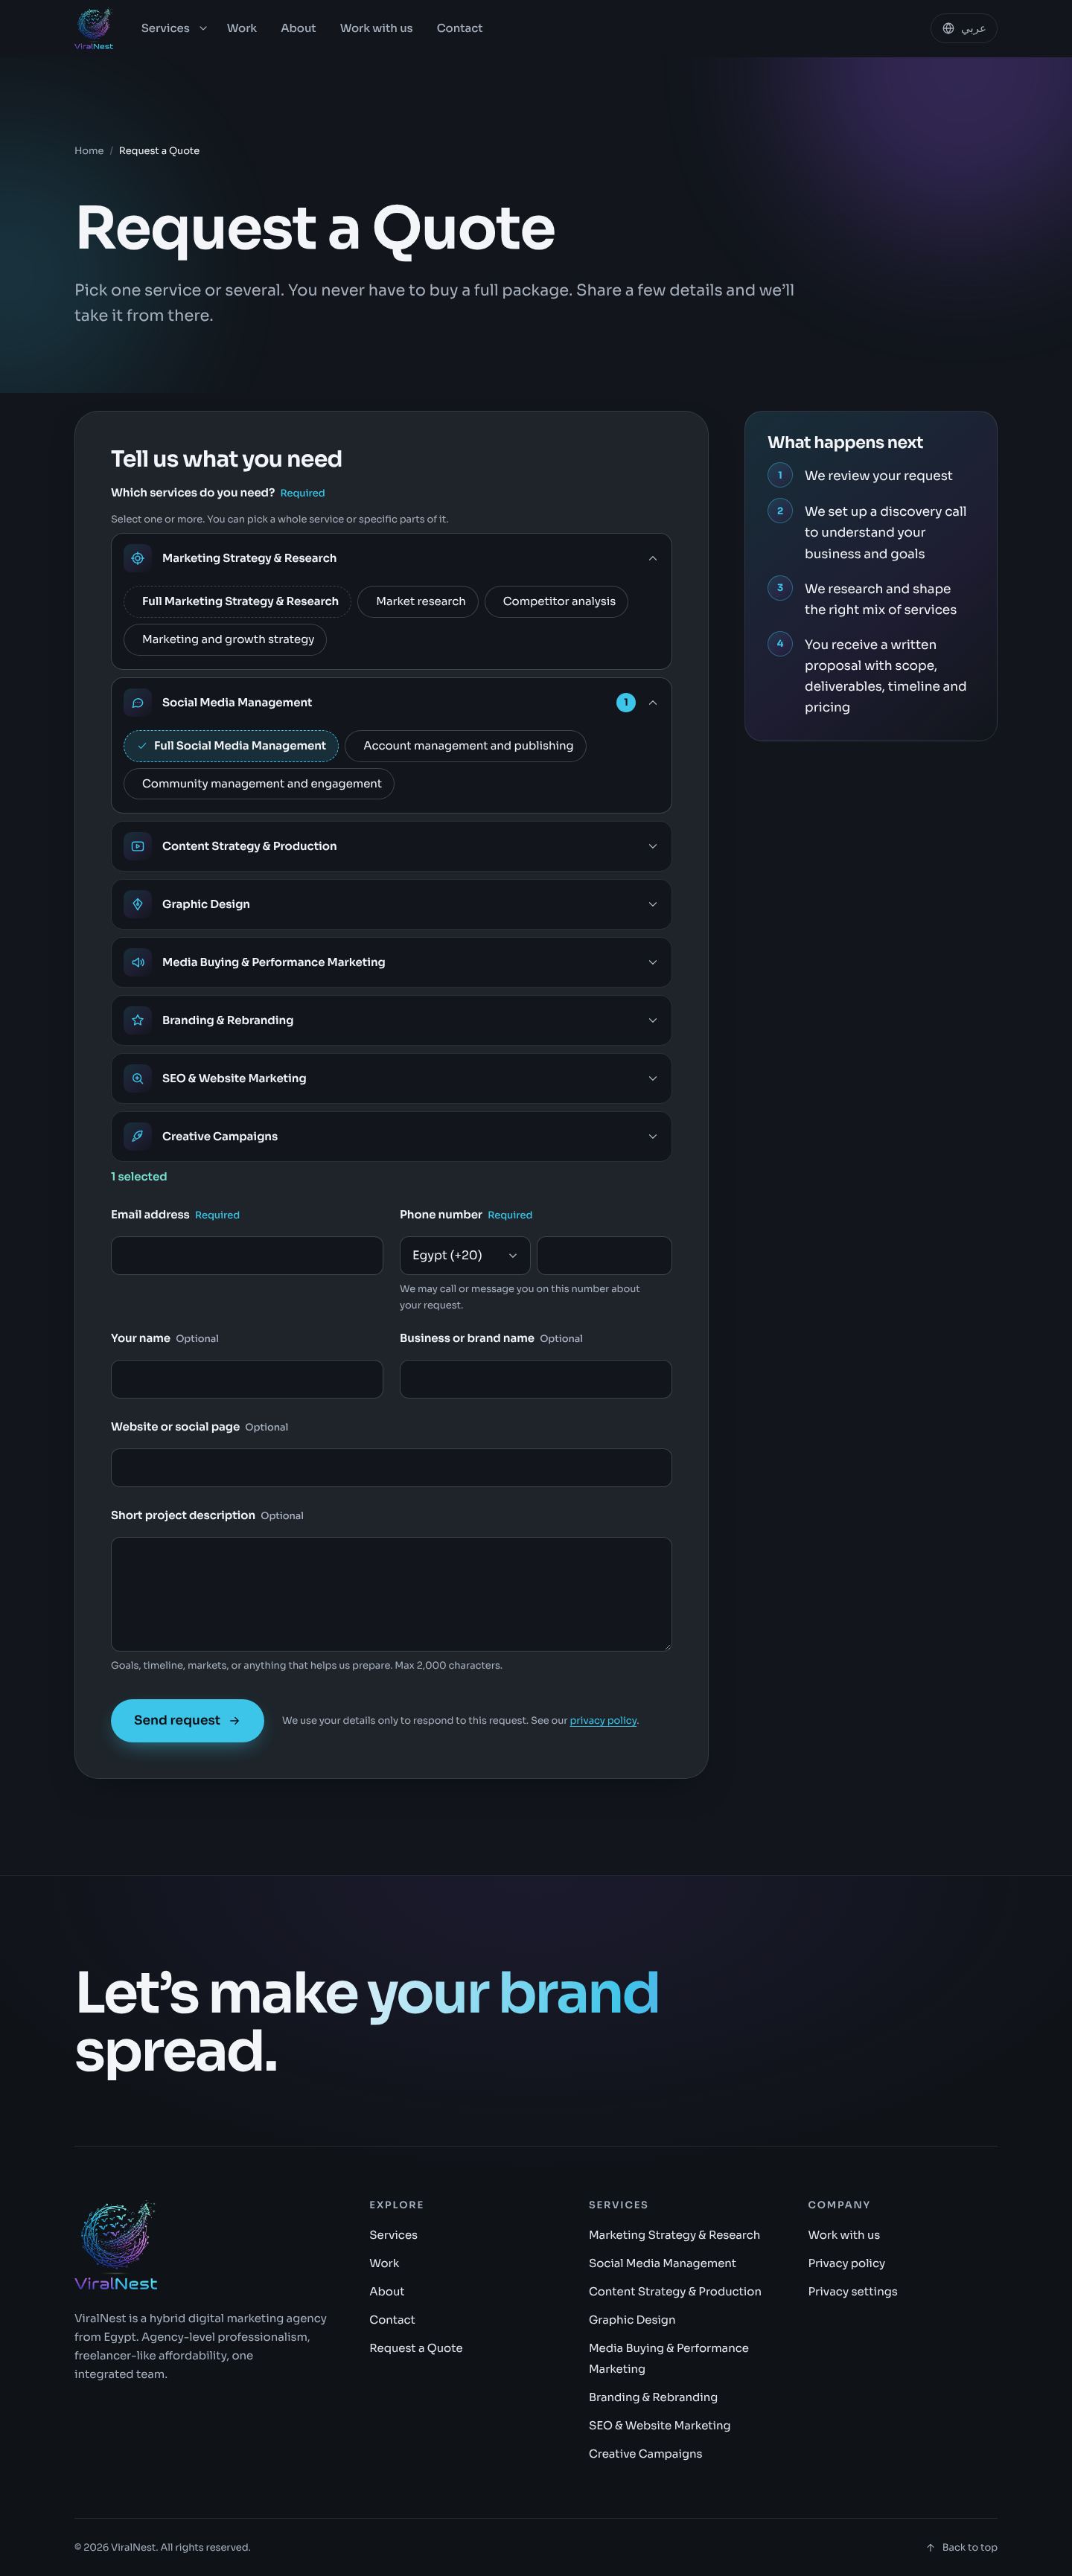 ViralNest
Services
Work
About
Work with us
Contact
عربي
Home / Request a Quote
Request a Quote
Pick one service or several. You never have to buy a full package. Share a few details and we’ll
take it from there.
Tell us what you need
Which services do you need? Required
Select one or more. You can pick a whole service or specific parts of it.
Marketing Strategy & Research
Full Marketing Strategy & Research
Market research
Competitor analysis
Marketing and growth strategy
Social Media Management
1
Full Social Media Management
Account management and publishing
Community management and engagement
Content Strategy & Production
Graphic Design
Media Buying & Performance Marketing
Branding & Rebranding
SEO & Website Marketing
Creative Campaigns
1 selected
Email address Required
Phone number Required
Egypt (+20)
We may call or message you on this number about
your request.
Your name Optional
Business or brand name Optional
Website or social page Optional
Short project description Optional
Goals, timeline, markets, or anything that helps us prepare. Max 2,000 characters.
Send request
We use your details only to respond to this request. See our privacy policy.
What happens next
1 We review your request
2 We set up a discovery call
to understand your
business and goals
3 We research and shape
the right mix of services
4 You receive a written
proposal with scope,
deliverables, timeline and
pricing
Let’s make your brand
spread.
ViralNest
ViralNest is a hybrid digital marketing agency
from Egypt. Agency-level professionalism,
freelancer-like affordability, one
integrated team.
EXPLORE
Services
Work
About
Contact
Request a Quote
SERVICES
Marketing Strategy & Research
Social Media Management
Content Strategy & Production
Graphic Design
Media Buying & Performance
Marketing
Branding & Rebranding
SEO & Website Marketing
Creative Campaigns
COMPANY
Work with us
Privacy policy
Privacy settings
© 2026 ViralNest. All rights reserved.
Back to top